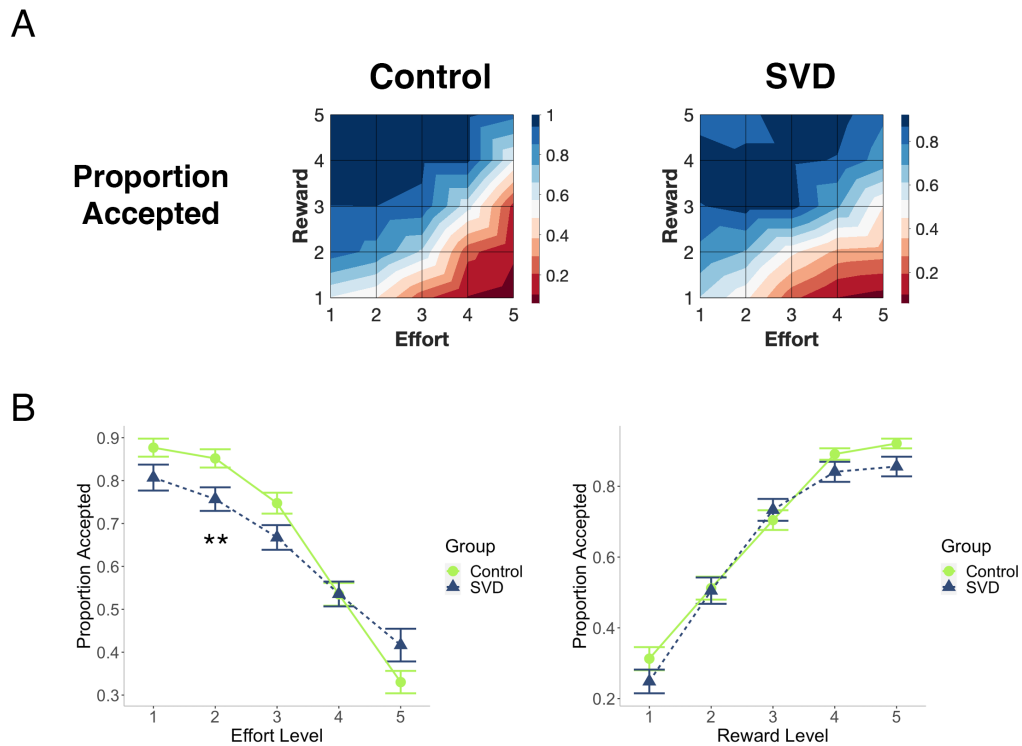 A
Control
SVD
Proportion
Accepted
Reward
5
4
3
2
1
1 2 3 4 5
Effort
1
0.8
0.6
0.4
0.2
Reward
5
4
3
2
1
1 2 3 4 5
Effort
0.8
0.6
0.4
0.2
B
Proportion Accepted
0.9
0.8
0.7
0.6
0.5
0.4
0.3
**
1 2 3 4 5
Effort Level
Group
Control
SVD
Proportion Accepted
0.8
0.6
0.4
0.2
1 2 3 4 5
Reward Level
Group
Control
SVD